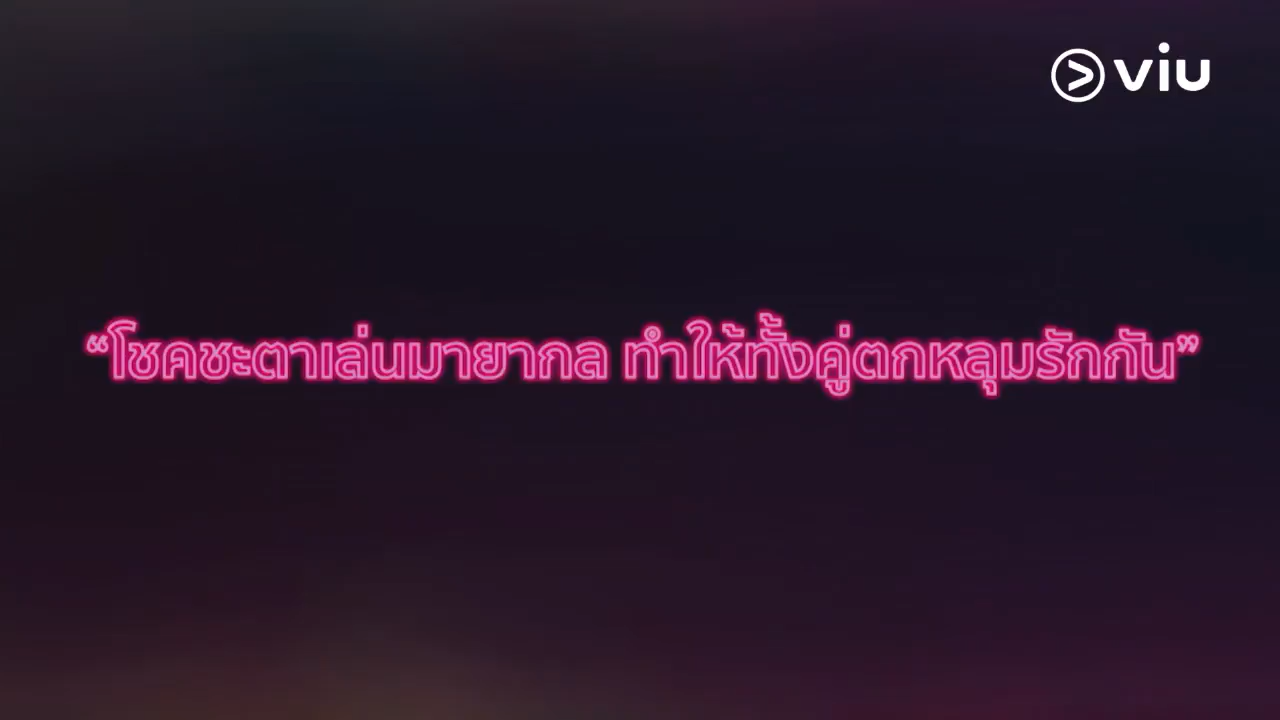 viu
“โชคชะตาเล่นมายากล ทำให้ทั้งคู่ตกหลุมรักกัน”